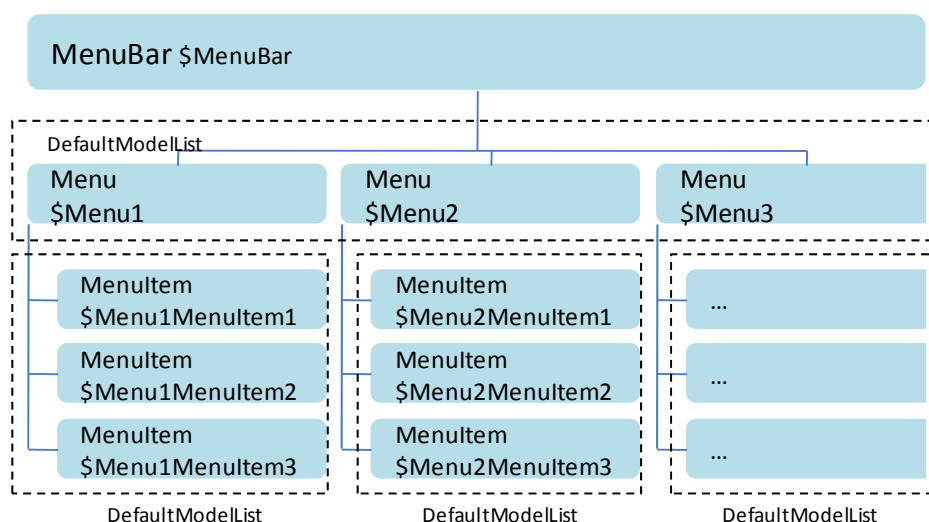 MenuBar $MenuBar
DefaultModelList
Menu
$Menu1
Menu
$Menu2
Menu
$Menu3
MenuItem
$Menu1MenuItem1
MenuItem
$Menu2MenuItem1
...
MenuItem
$Menu1MenuItem2
MenuItem
$Menu2MenuItem2
...
MenuItem
$Menu1MenuItem3
MenuItem
$Menu2MenuItem3
...
DefaultModelList
DefaultModelList
DefaultModelList